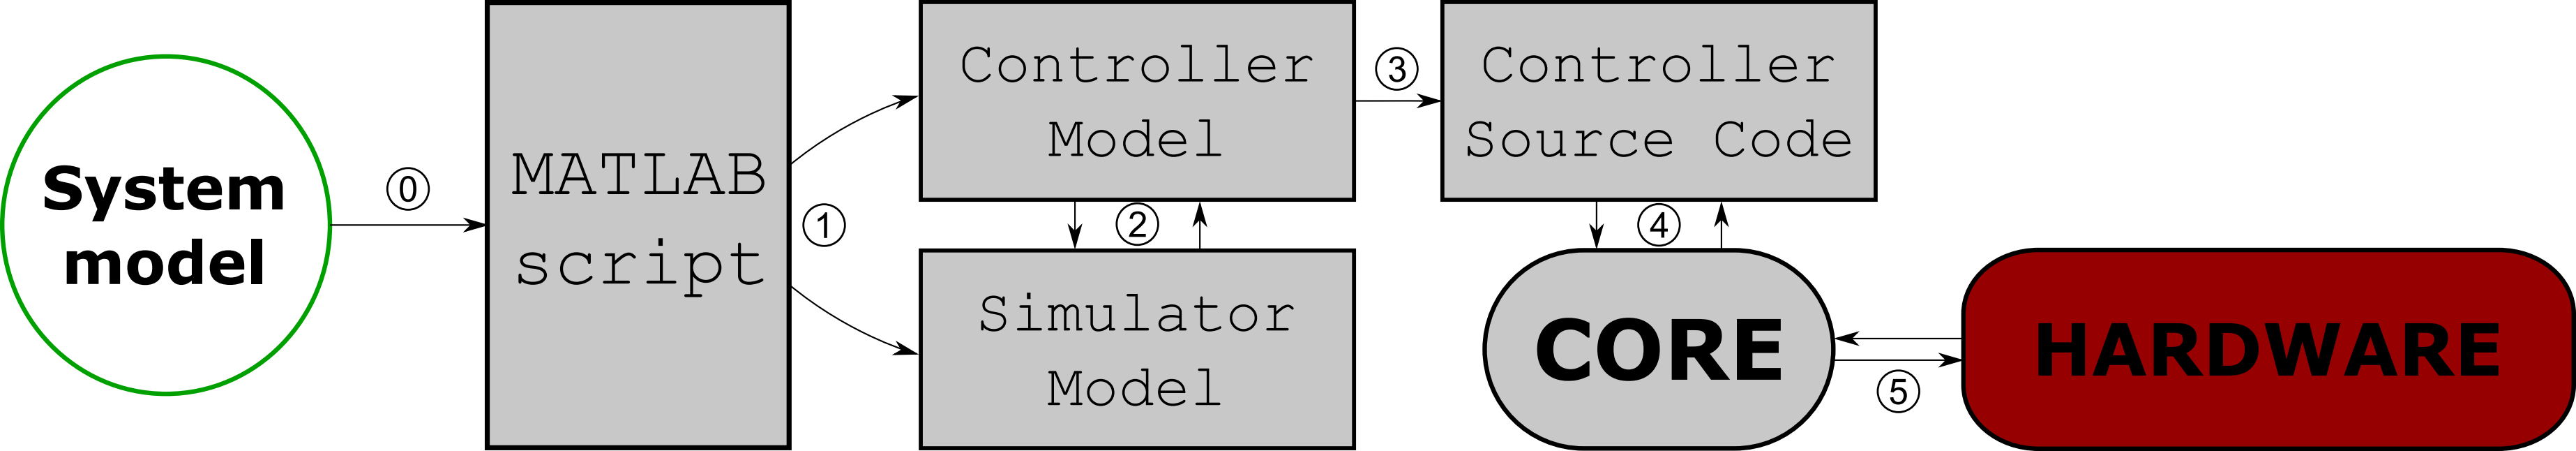 System
model
⓪
MATLAB
script
①
Controller
Model
②
Simulator
Model
③
Controller
Source Code
④
CORE
⑤
HARDWARE